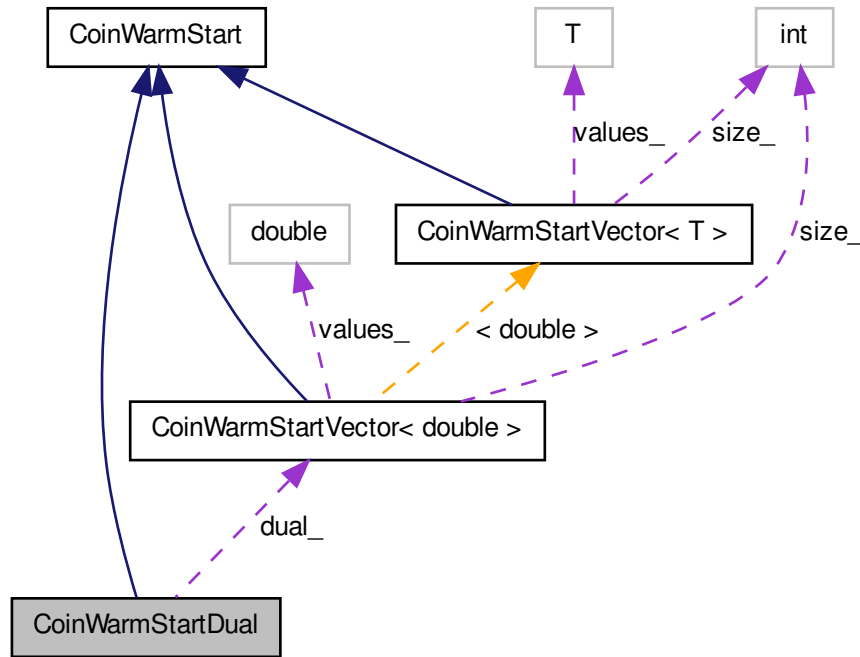 CoinWarmStart
T
int
values_
size_
double
CoinWarmStartVector< T >
size_
values_
< double >
CoinWarmStartVector< double >
dual_
CoinWarmStartDual